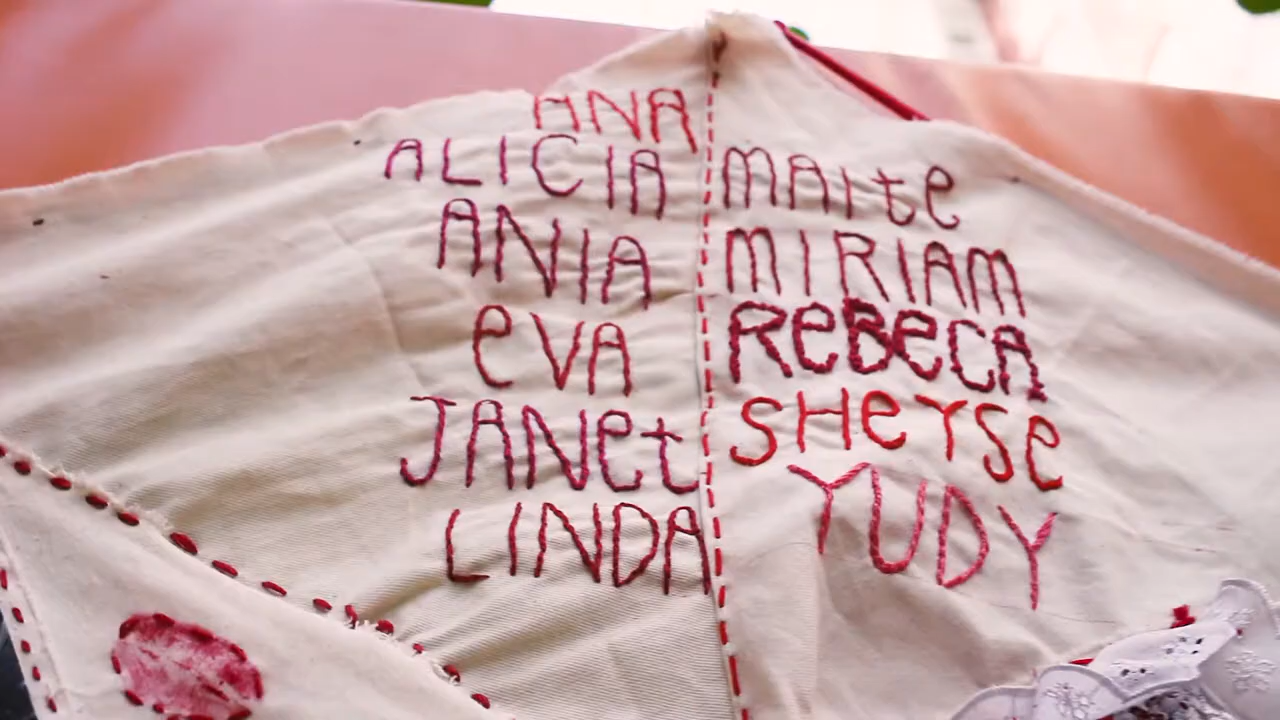 ANA
ALICIA
ANIA
eVA
JANet
LINDA
MAIte
MIRIAM
ReBeCA
SHeYSe
YUDY